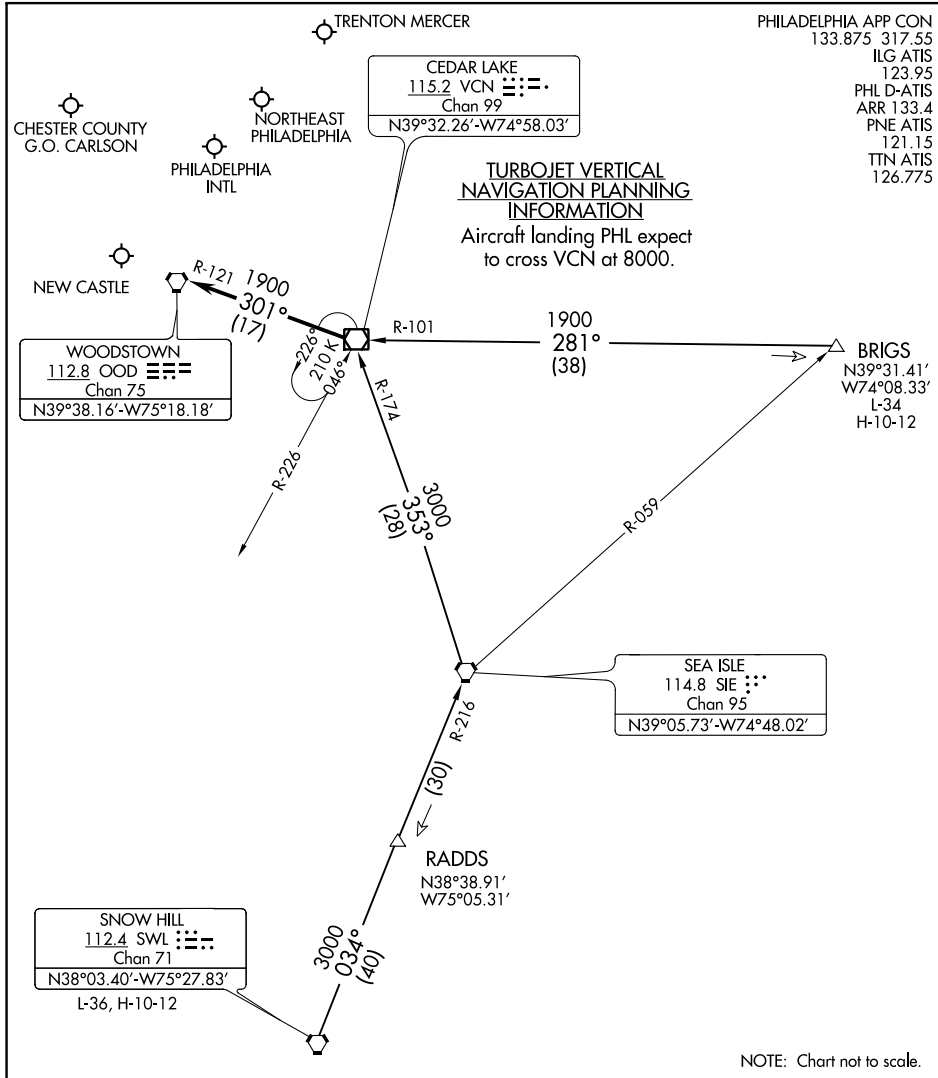 TRENTON MERCER
PHILADELPHIA APP CON
133.875 317.55
ILG ATIS
123.95
PHL D-ATIS
ARR 133.4
PNE ATIS
121.15
TTN ATIS
126.775
CEDAR LAKE
115.2 VCN
Chan 99
N39°32.26′-W74°58.03′
CHESTER COUNTY
G.O. CARLSON
NORTHEAST
PHILADELPHIA
PHILADELPHIA
INTL
TURBOJET VERTICAL
NAVIGATION PLANNING
INFORMATION
Aircraft landing PHL expect
to cross VCN at 8000.
NEW CASTLE
R-121
1900
301°
(17)
WOODSTOWN
112.8 OOD
Chan 75
N39°38.16′-W75°18.18′
226°
210 K
046°
R-226
R-101
1900
281°
(38)
BRIGS
N39°31.41′
W74°08.33′
L-34
H-10-12
R-174
3000
353°
(28)
R-059
SEA ISLE
114.8 SIE
Chan 95
N39°05.73′-W74°48.02′
R-216
(30)
RADDS
N38°38.91′
W75°05.31′
SNOW HILL
112.4 SWL
Chan 71
N38°03.40′-W75°27.83′
L-36, H-10-12
3000
034°
(40)
NOTE: Chart not to scale.